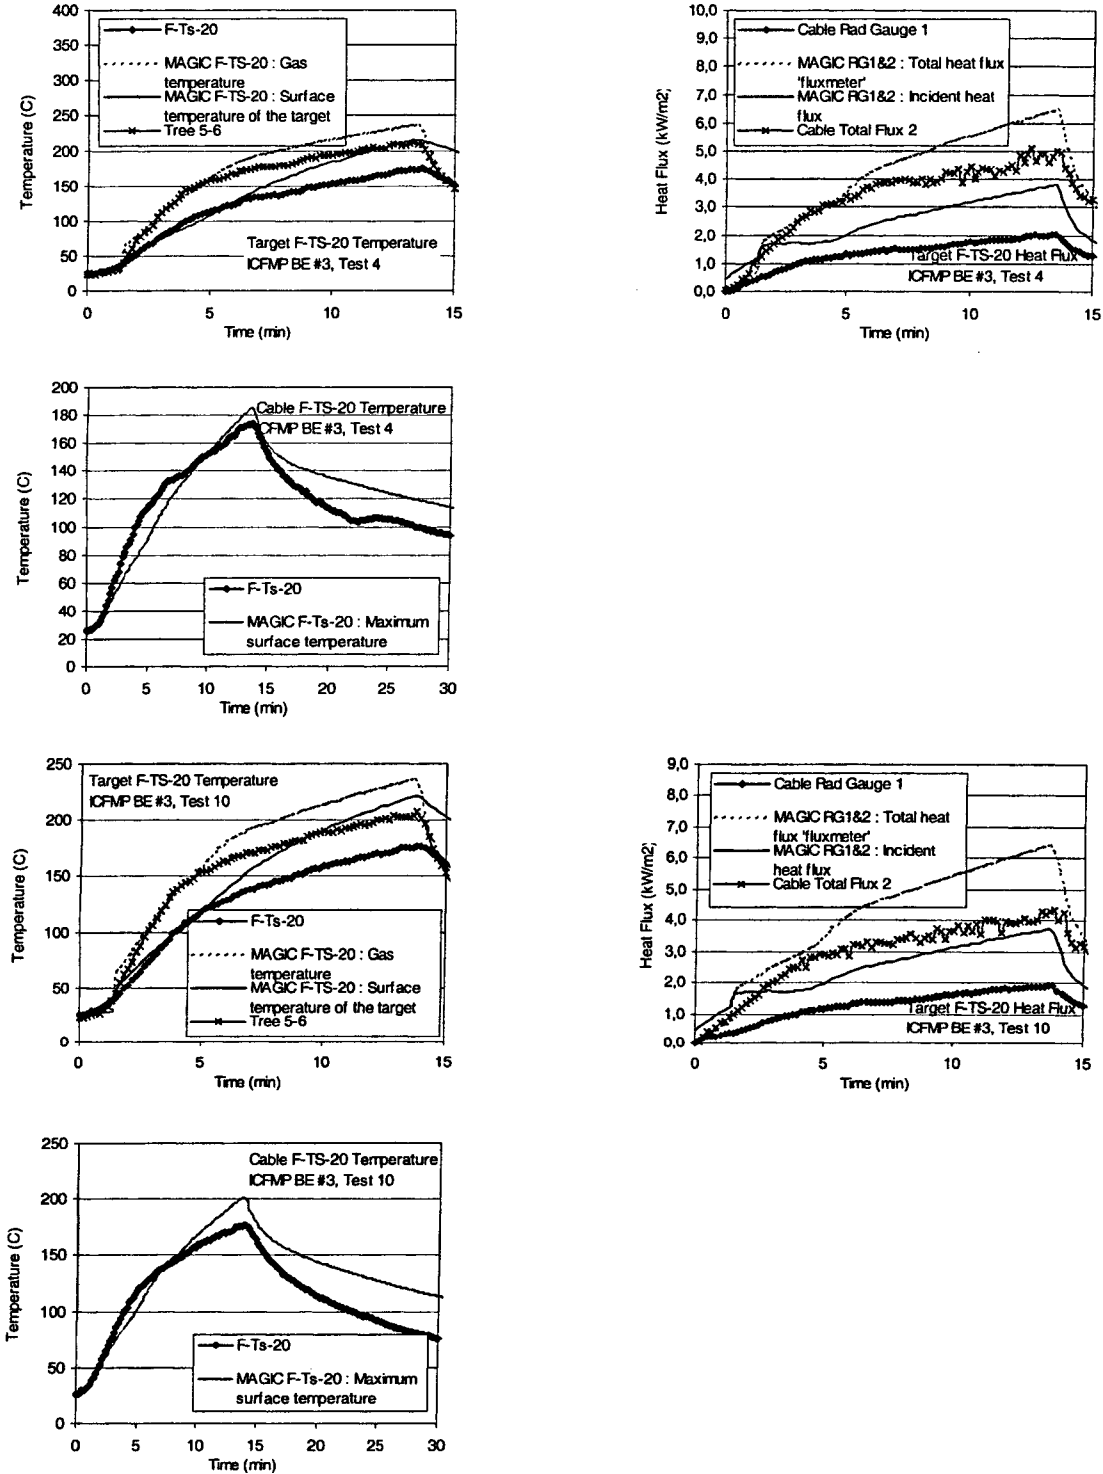 400
350
300
250
200
150
100
50
0
Temperature (C)
F-Ts-20
MAGIC F-TS-20 : Gas
temperature
MAGIC F-TS-20 : Surface
temperature of the target
Tree 5-6
Target F-TS-20 Temperature
ICFMP BE #3, Test 4
0 5 10 15
Time (min)
10,0
9,0
8,0
7,0
6,0
5,0
4,0
3,0
2,0
1,0
0,0
Heat Flux (kW/m2;
Cable Rad Gauge 1
MAGIC RG1&2 : Total heat flux
'fluxmeter'
MAGIC RG1&2 : Incident heat
flux
Cable Total Flux 2
Target F-TS-20 Heat Flux
ICFMP BE #3, Test 4
0 5 10 15
Time (min)
200
180
160
140
120
100
80
60
40
20
0
Temperature (C)
Cable F-TS-20 Temperature
ICFMP BE #3, Test 4
F-Ts-20
MAGIC F-Ts-20 : Maximum
surface temperature
0 5 10 15 20 25 30
Time (min)
250
200
150
100
50
0
Temperature (C)
Target F-TS-20 Temperature
ICFMP BE #3, Test 10
F-Ts-20
MAGIC F-TS-20 : Gas
temperature
MAGIC F-TS-20 : Surface
temperature of the target
Tree 5-6
0 5 10 15
Time (min)
9,0
8,0
7,0
6,0
5,0
4,0
3,0
2,0
1,0
0,0
Heat Flux (kW/m2;
Cable Rad Gauge 1
MAGIC RG1&2 : Total heat
flux 'fluxmeter'
MAGIC RG1&2 : Incident
heat flux
Cable Total Flux 2
Target F-TS-20 Heat Flux
ICFMP BE #3, Test 10
0 5 10 15
Time (min)
250
200
150
100
50
0
Temperature (C)
Cable F-TS-20 Temperature
ICFMP BE #3, Test 10
F-Ts-20
MAGIC F-Ts-20 : Maximum
surface temperature
0 5 10 15 20 25 30
Time (min)